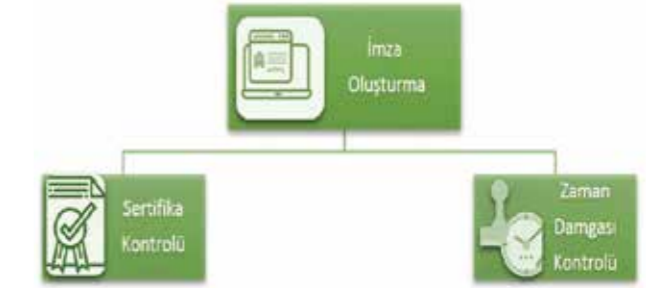 İmza
Oluşturma
Sertifika
Kontrolü
Zaman
Damgası
Kontrolü